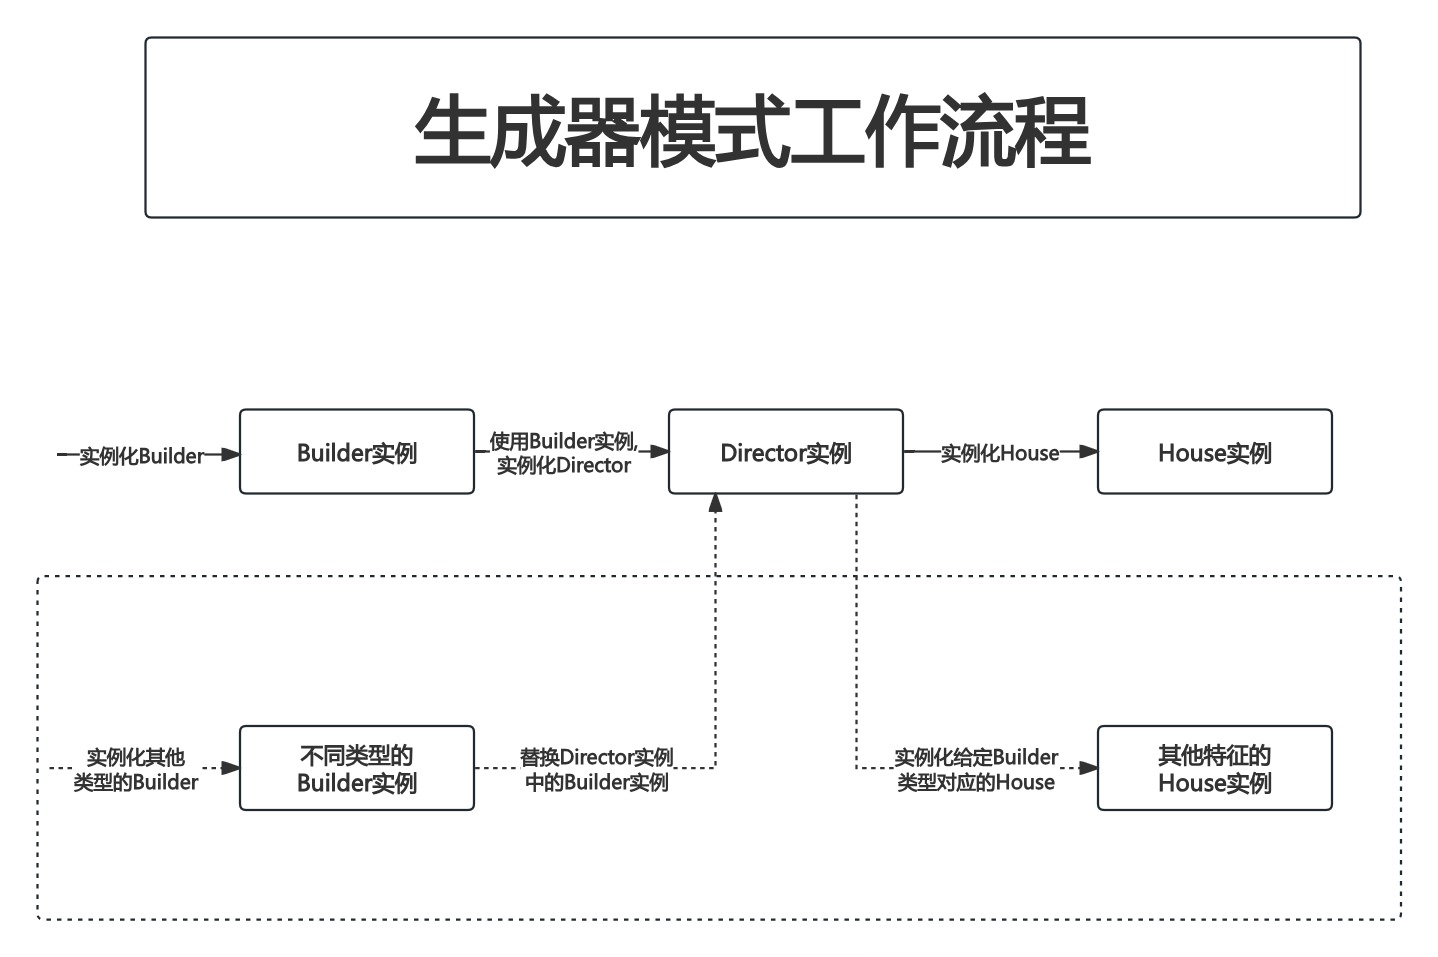 生成器模式工作流程
实例化Builder
Builder实例
使用Builder实例,
实例化Director
Director实例
实例化House
House实例
实例化其他
类型的Builder
不同类型的
Builder实例
替换Director实例
中的Builder实例
实例化给定Builder
类型对应的House
其他特征的
House实例